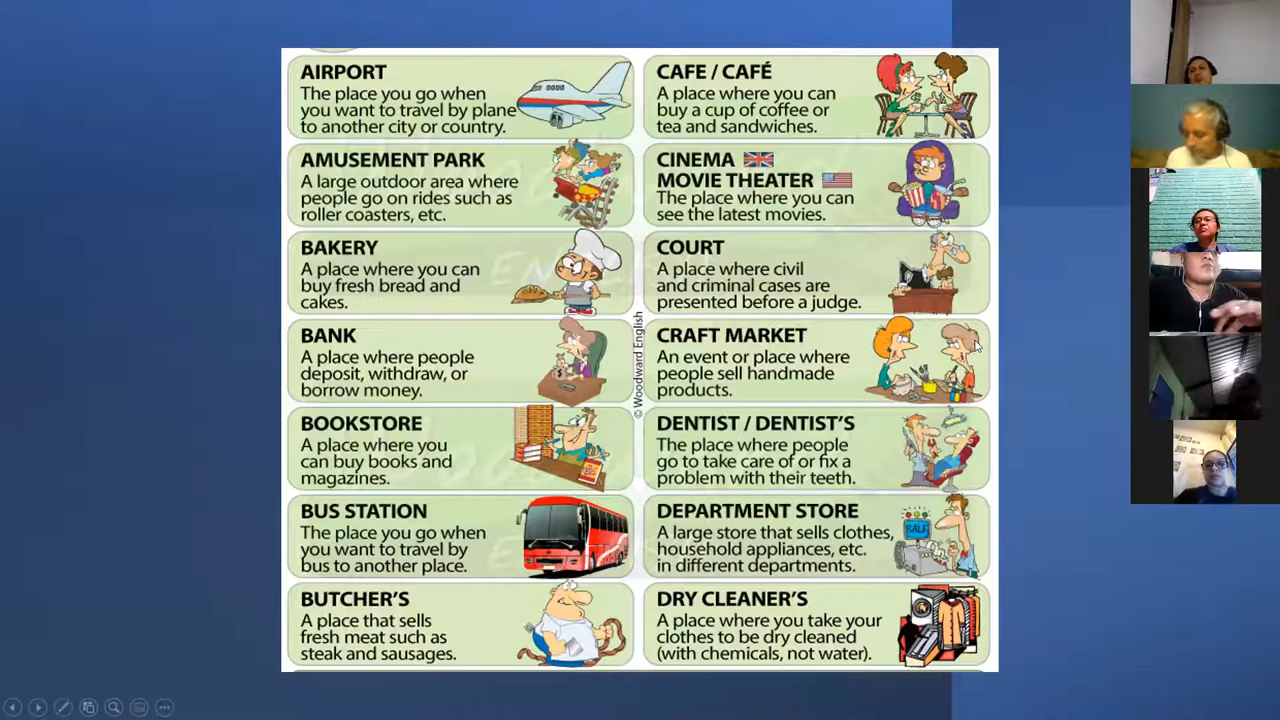 AIRPORT
The place you go when
you want to travel by plane
to another city or country.
AMUSEMENT PARK
A large outdoor area where
people go on rides such as
roller coasters, etc.
BAKERY
A place where you can
buy fresh bread and
cakes.
BANK
A place where people
deposit, withdraw, or
borrow money.
BOOKSTORE
A place where you
can buy books and
magazines.
BUS STATION
The place you go when
you want to travel by
bus to another place.
BUTCHER'S
A place that sells
fresh meat such as
steak and sausages.
© Woodward English
CAFE / CAFÉ
A place where you can
buy a cup of coffee or
tea and sandwiches.
CINEMA
MOVIE THEATER
The place where you can
see the latest movies.
COURT
A place where civil
and criminal cases are
presented before a judge.
CRAFT MARKET
An event or place where
people sell handmade
products.
DENTIST / DENTIST'S
The place where people
go to take care of or fix a
problem with their teeth.
DEPARTMENT STORE
A large store that sells clothes,
household appliances, etc.
in different departments.
SALE
DRY CLEANER'S
A place where you take your
clothes to be dry cleaned
(with chemicals, not water).